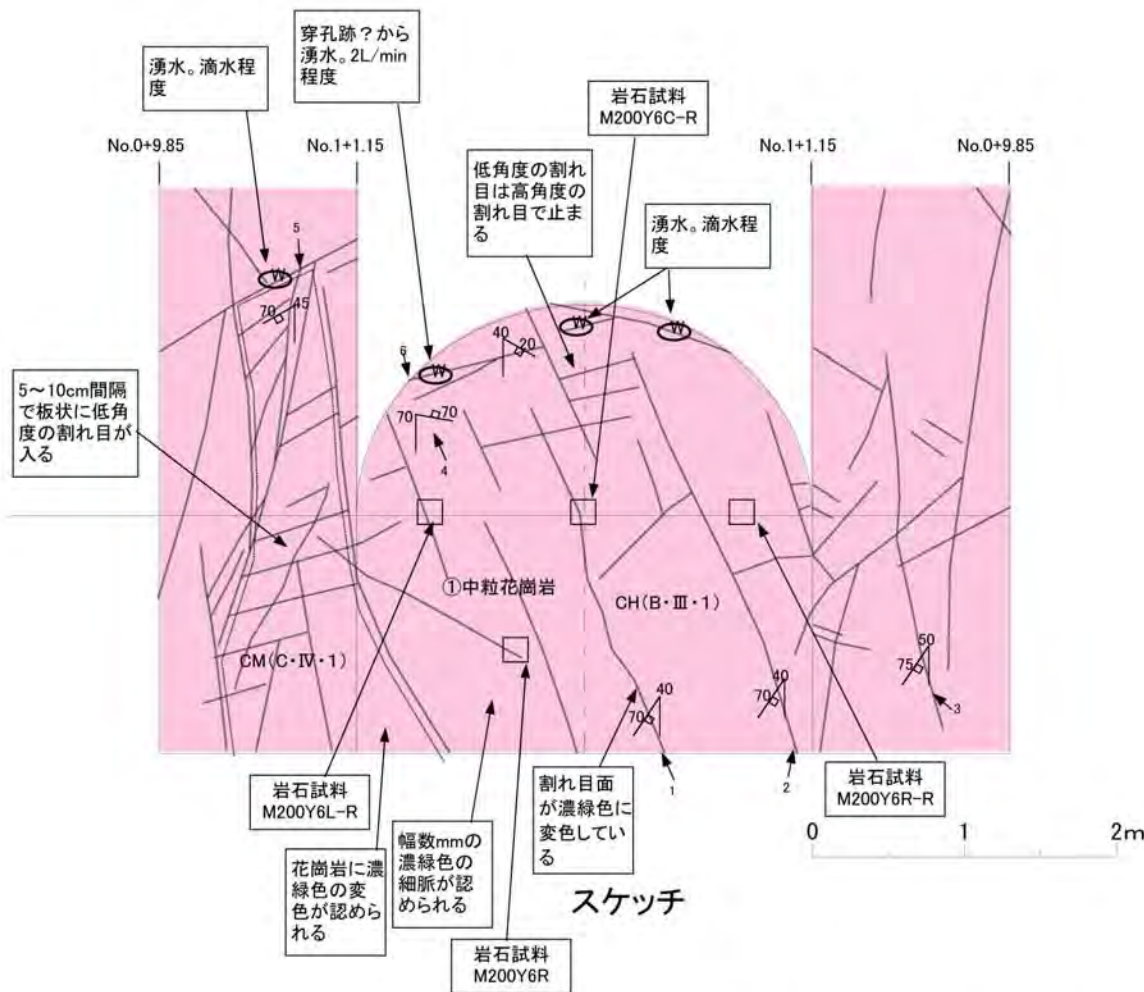 穿孔跡？から
湧水。2L/min
程度
湧水。滴水程
度
岩石試料
M200Y6C-R
No.0+9.85
No.1+1.15
No.1+1.15
No.0+9.85
低角度の割れ
目は高角度の
割れ目で止ま
る
湧水。滴水程
度
5
W
70
45
W
W
40
20
6
W
5～10cm間隔
で板状に低角
度の割れ目が
入る
70
70
4
①中粒花崗岩
CH(B・Ⅲ・1)
CM(C・Ⅳ・1)
50
75
3
40
70
40
70
1
2
岩石試料
M200Y6L-R
割れ目面
が濃緑色に
変色してい
る
岩石試料
M200Y6R-R
幅数mmの
濃緑色の
細脈が認
められる
花崗岩に濃
緑色の変
色が認めら
れる
0
1
2m
スケッチ
岩石試料
M200Y6R